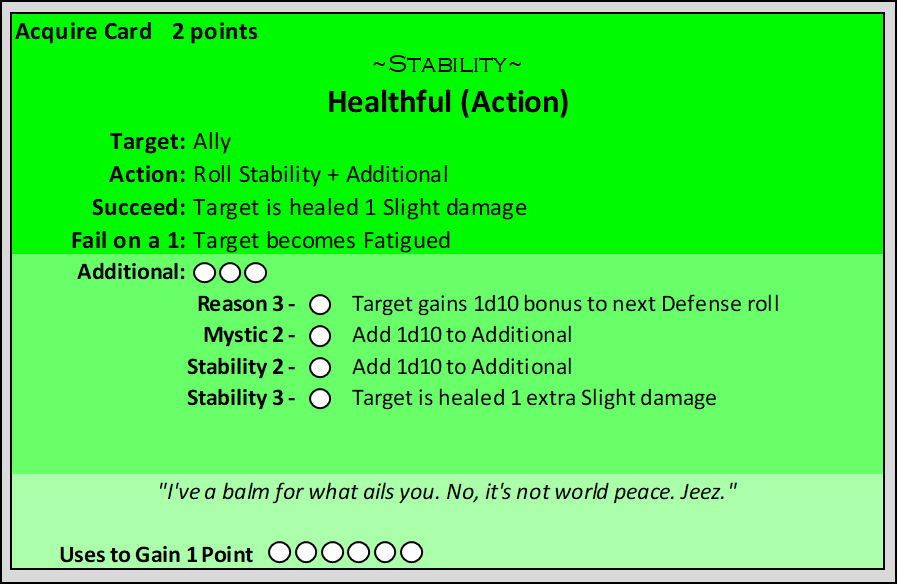 Acquire Card 2 points
~Stability~
Healthful (Action)
Target: Ally
Action: Roll Stability + Additional
Succeed: Target is healed 1 Slight damage
Fail on a 1: Target becomes Fatigued
Additional:
Reason 3 - Target gains 1d10 bonus to next Defense roll
Mystic 2 - Add 1d10 to Additional
Stability 2 - Add 1d10 to Additional
Stability 3 - Target is healed 1 extra Slight damage
"I've a balm for what ails you. No, it's not world peace. Jeez."
Uses to Gain 1 Point